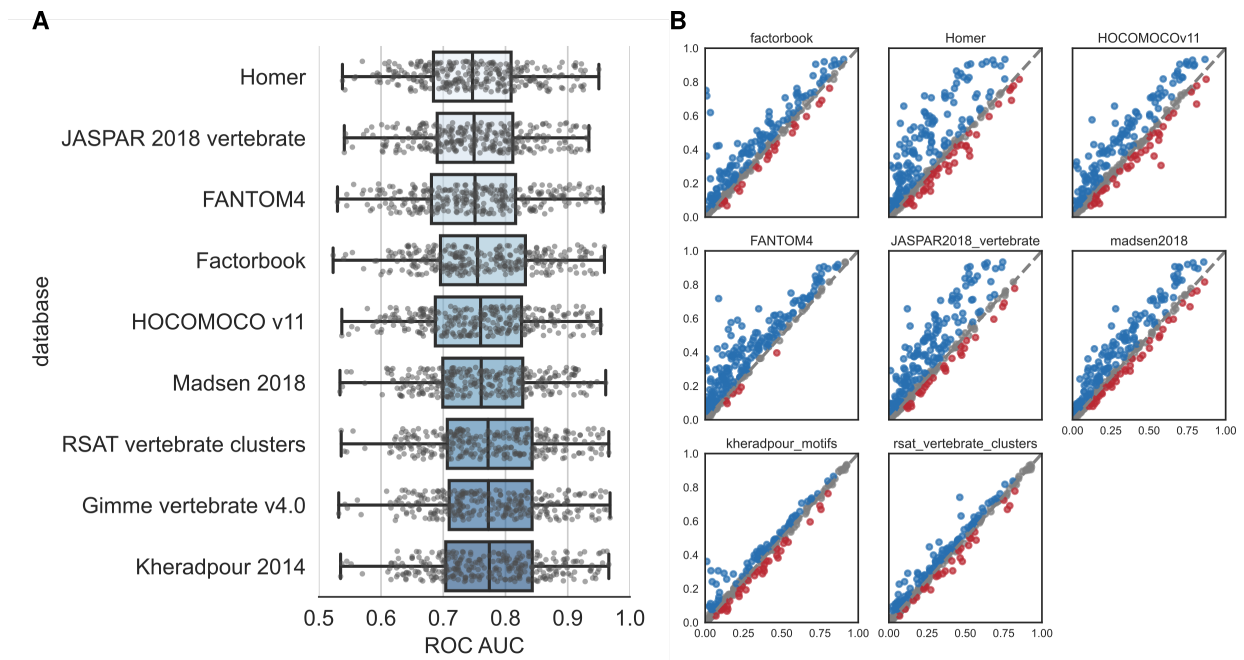 A
database
Homer
JASPAR 2018 vertebrate
FANTOM4
Factorbook
HOCOMOCO v11
Madsen 2018
RSAT vertebrate clusters
Gimme vertebrate v4.0
Kheradpour 2014
0.5 0.6 0.7 0.8 0.9 1.0
ROC AUC
B
factorbook Homer HOCOMOCOv11
1.0
0.8
0.6
0.4
0.2
0.0
FANTOM4 JASPAR2018_vertebrate madsen2018
1.0
0.8
0.6
0.4
0.2
0.0
0.00 0.25 0.50 0.75 1.00
kheradpour_motifs rsat_vertebrate_clusters
1.0
0.8
0.6
0.4
0.2
0.0
0.00 0.25 0.50 0.75 1.00 0.00 0.25 0.50 0.75 1.00